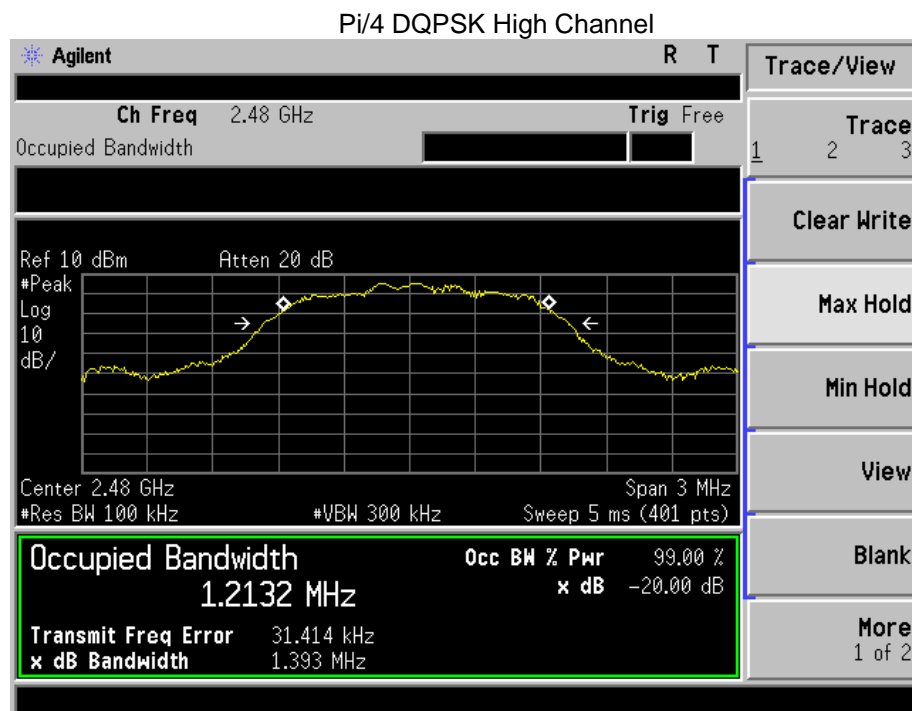 Pi/4 DQPSK High Channel
Agilent R T
Trace/View
Ch Freq 2.48 GHz Trig Free
Occupied Bandwidth
Trace
1 2 3
Clear Write
Ref 10 dBm Atten 20 dB
#Peak
Log
10
dB/
Max Hold
Min Hold
View
Center 2.48 GHz Span 3 MHz
#Res BW 100 kHz #VBW 300 kHz Sweep 5 ms (401 pts)
Occupied Bandwidth Occ BW % Pwr 99.00 %
1.2132 MHz x dB -20.00 dB
Blank
Transmit Freq Error 31.414 kHz
x dB Bandwidth 1.393 MHz
More
1 of 2